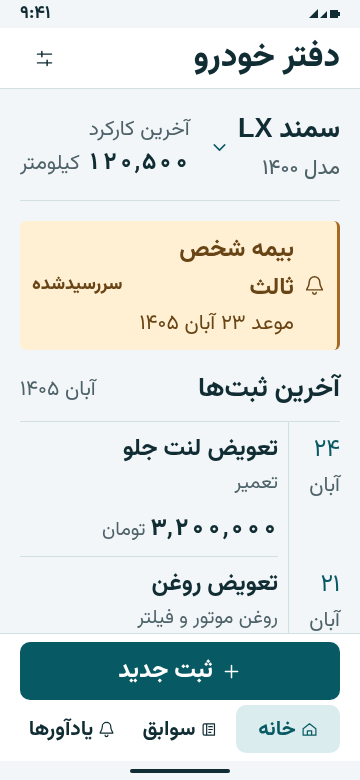 ۹:۴۱
دفتر خودرو
سمند LX
آخرین کارکرد
مدل ۱۴۰۰
۱۲۰,۵۰۰ کیلومتر
بیمه شخص
ثالث
سررسیدشده
موعد ۲۳ آبان ۱۴۰۵
آخرین ثبت‌ها
آبان ۱۴۰۵
۲۴
آبان
تعویض لنت جلو
تعمیر
۳,۲۰۰,۰۰۰ تومان
۲۱
آبان
تعویض روغن
روغن موتور و فیلتر
+ ثبت جدید
خانه
سوابق
یادآورها